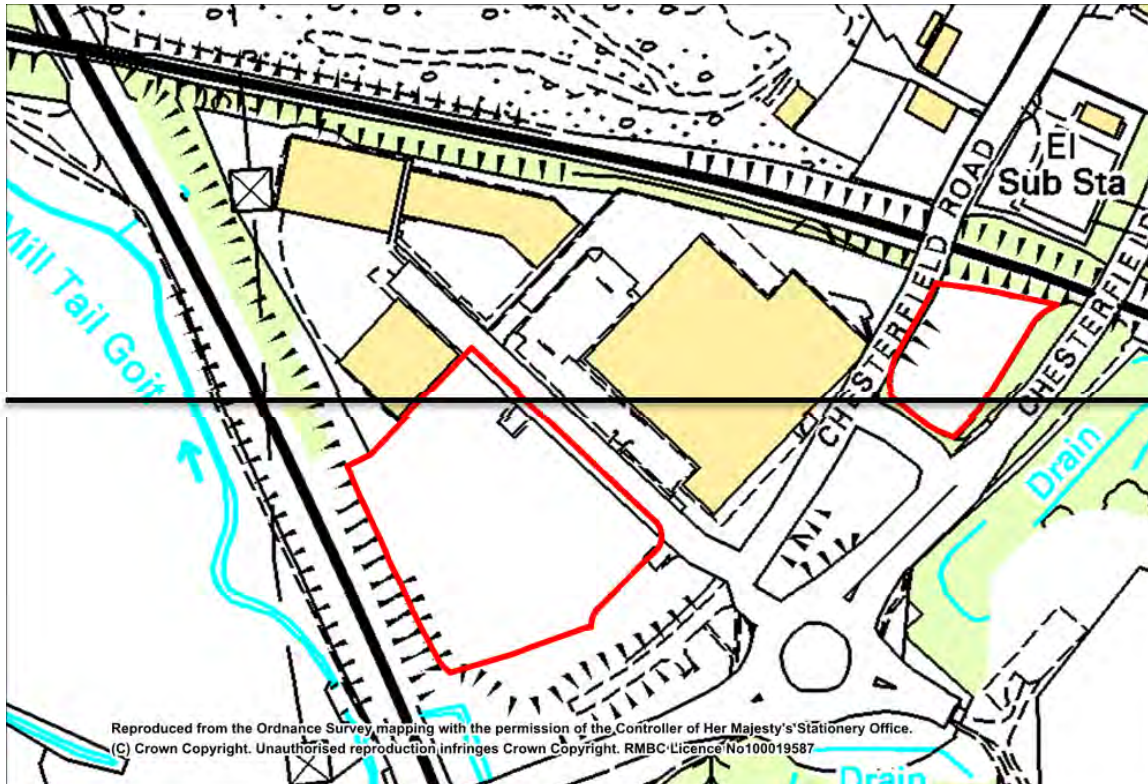 El
Sub Sta
CHESTERFIELD ROAD
CHESTERFIEL
Mill Tail Goit
Drain
Reproduced from the Ordnance Survey mapping with the permission of the Controller of Her Majesty's Stationery Office.
(C) Crown Copyright. Unauthorised reproduction infringes Crown Copyright. RMBC Licence No100019587
Drain